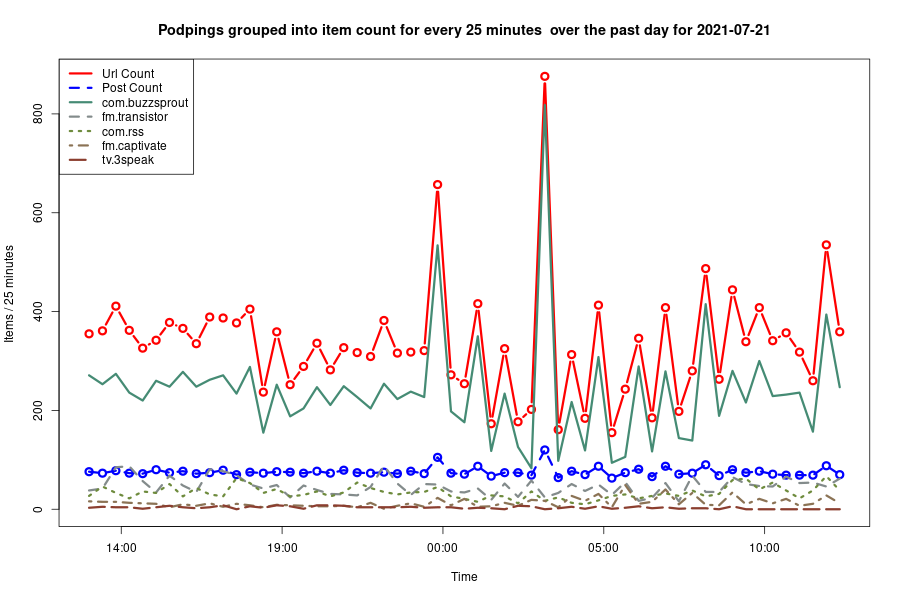 Podpings grouped into item count for every 25 minutes  over the past day for 2021-07-21
Url Count
Post Count
com.buzzsprout
fm.transistor
com.rss
fm.captivate
tv.3speak
Items / 25 minutes
800
600
400
200
0
14:00 19:00 00:00 05:00 10:00
Time